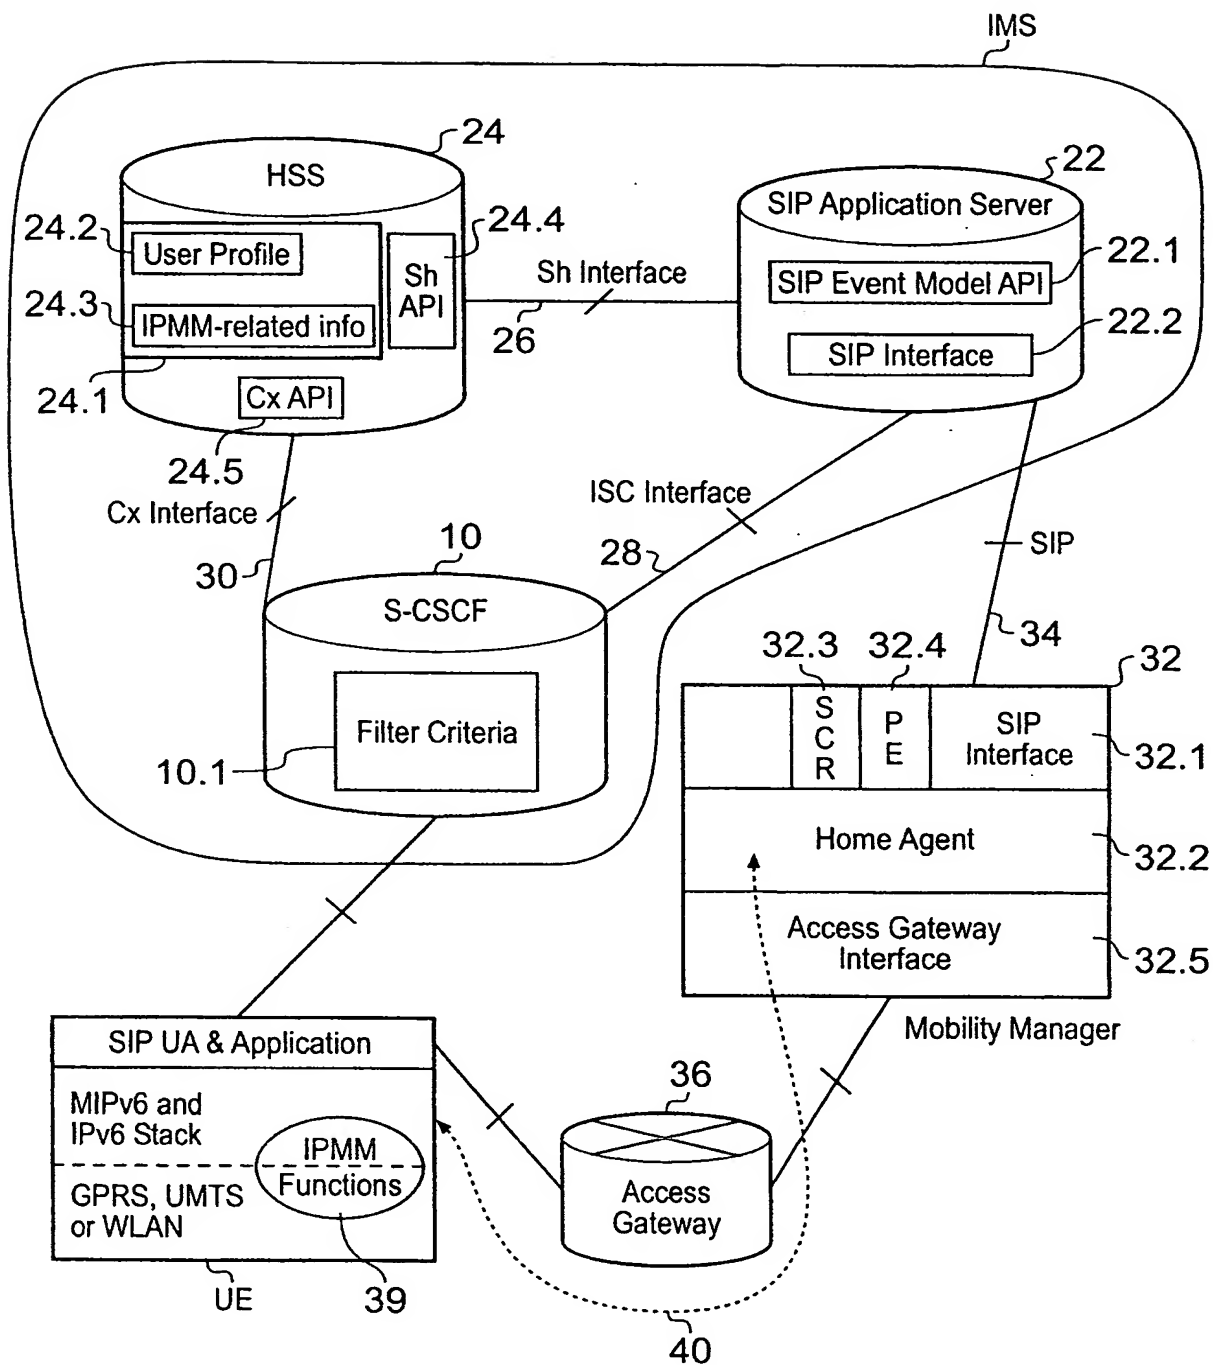 IMS
24
HSS
24.2
User Profile
24.4
Sh
API
24.3
IPMM-related info
24.1
Cx API
24.5
Sh Interface
26
22
SIP Application Server
22.1
SIP Event Model API
22.2
SIP Interface
Cx Interface
30
ISC Interface
28
SIP
34
10
S-CSCF
Filter Criteria
10.1
32.3
32.4
32
S
C
R
P
E
SIP
Interface
32.1
Home Agent
32.2
Access Gateway
Interface
32.5
Mobility Manager
SIP UA & Application
MIPv6 and
IPv6 Stack
IPMM
Functions
GPRS, UMTS
or WLAN
UE
39
36
Access
Gateway
40